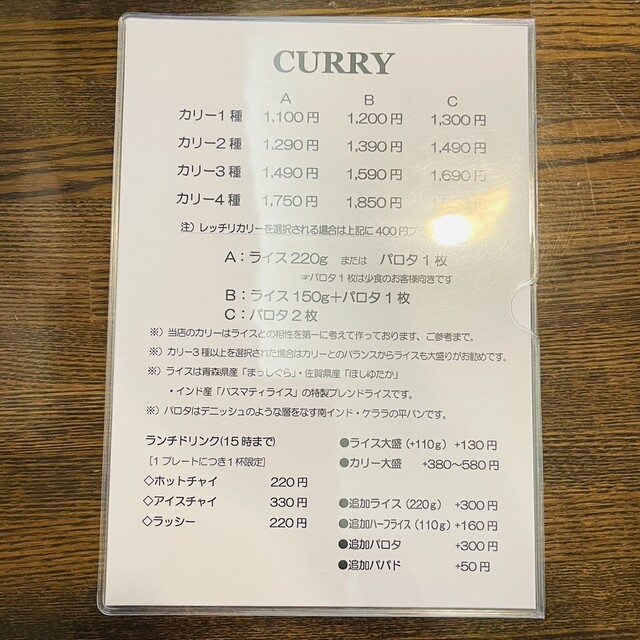 CURRY
A B C
カリー1種 1,100円 1,200円 1,300円
カリー2種 1,290円 1,390円 1,490円
カリー3種 1,490円 1,590円 1,690円
カリー4種 1,750円 1,850円
注）レッチリカリーを選択される場合は上記に400円プ
A：ライス220g または パロタ1枚
☞パロタ1枚は少食のお客様向きです
B：ライス150g＋パロタ1枚
C：パロタ2枚
※）当店のカリーはライスとの相性を第一に考えて作っております、ご参考まで。
※）カリー3種以上を選択された場合はカリーとのバランスからライスも大盛りがお勧めです。
※）ライスは青森県産「まっしぐら」・佐賀県産「ほしゆたか」
・インド産「バスマティライス」の特製ブレンドライスです。
※）パロタはデニッシュのような層をなす南インド・ケララの平パンです。
ランチドリンク(15時まで)
［1プレートにつき1杯限定］
◇ホットチャイ 220円
◇アイスチャイ 330円
◇ラッシー 220円
●ライス大盛（+110g） +130円
●カリー大盛 +380～580円
●追加ライス（220g） +300円
●追加ハーフライス（110g） +160円
●追加パロタ +300円
●追加パパド +50円